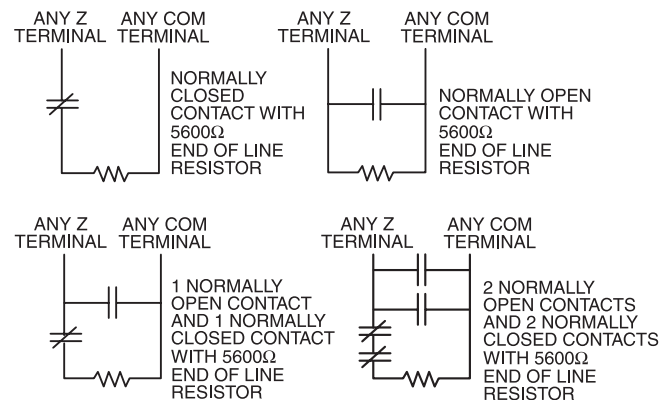 ANY Z
TERMINAL
ANY COM
TERMINAL
NORMALLY
CLOSED
CONTACT WITH
5600Ω
END OF LINE
RESISTOR
ANY Z
TERMINAL
ANY COM
TERMINAL
NORMALLY OPEN
CONTACT WITH
5600Ω
END OF LINE
RESISTOR
ANY Z
TERMINAL
ANY COM
TERMINAL
1 NORMALLY
OPEN CONTACT
AND 1 NORMALLY
CLOSED CONTACT
WITH 5600Ω
END OF LINE
RESISTOR
ANY Z
TERMINAL
ANY COM
TERMINAL
2 NORMALLY
OPEN CONTACTS
AND 2 NORMALLY
CLOSED CONTACTS
WITH 5600Ω
END OF LINE
RESISTOR